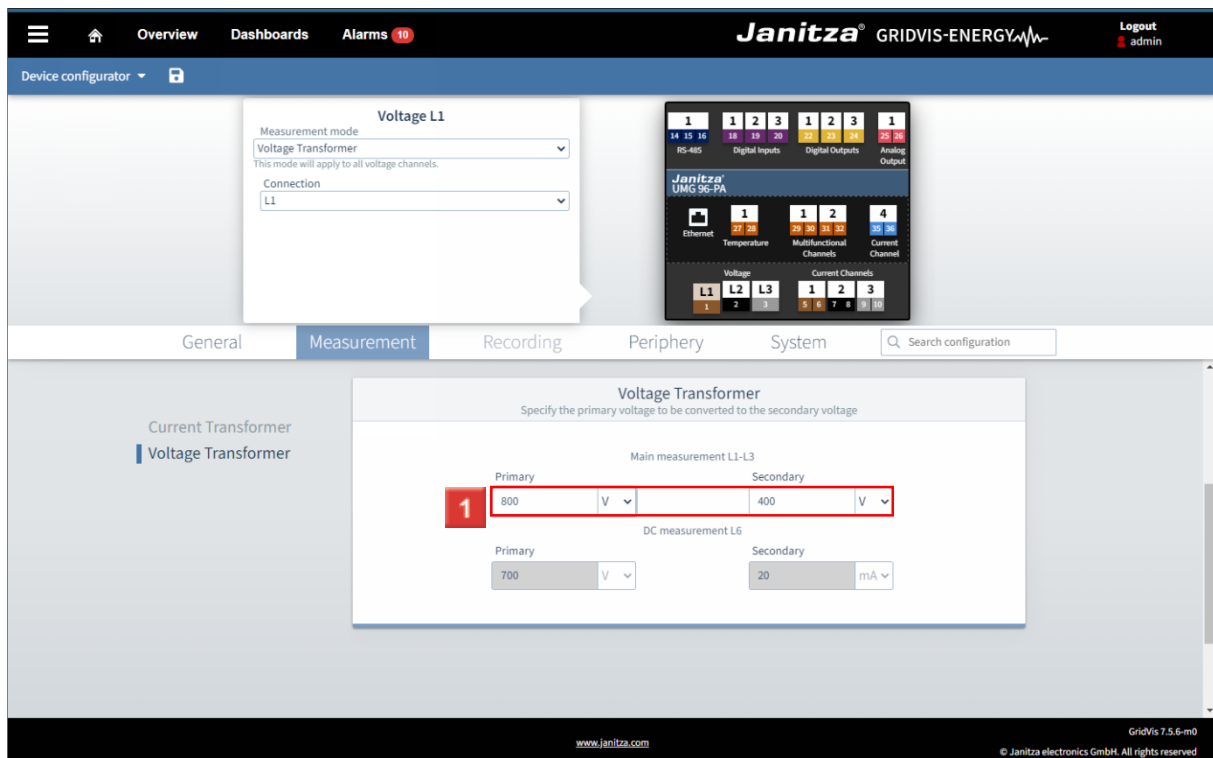 Overview Dashboards Alarms 10
Janitza® GRIDVIS-ENERGY
Logout
admin
Device configurator
Voltage L1
Measurement mode
Voltage Transformer
This mode will apply to all voltage channels.
Connection
L1
1 1 2 3 1 2 3 1
14 15 16 18 19 20 22 23 24 25 26
RS-485 Digital Inputs Digital Outputs Analog
Output
Janitza®
UMG 96-PA
1 1 2 4
27 28 29 30 31 32 35 36
Ethernet Temperature Multifunctional Current
Channels Channel
Voltage Current Channels
L1 L2 L3 1 2 3
1 2 3 5 6 7 8 9 10
General Measurement Recording Periphery System Search configuration
Voltage Transformer
Specify the primary voltage to be converted to the secondary voltage
Current Transformer
Voltage Transformer
Main measurement L1-L3
Primary Secondary
1 800 V 400 V
DC measurement L6
Primary Secondary
700 V 20 mA
www.janitza.com
GridVis 7.5.6-m0
© Janitza electronics GmbH. All rights reserved